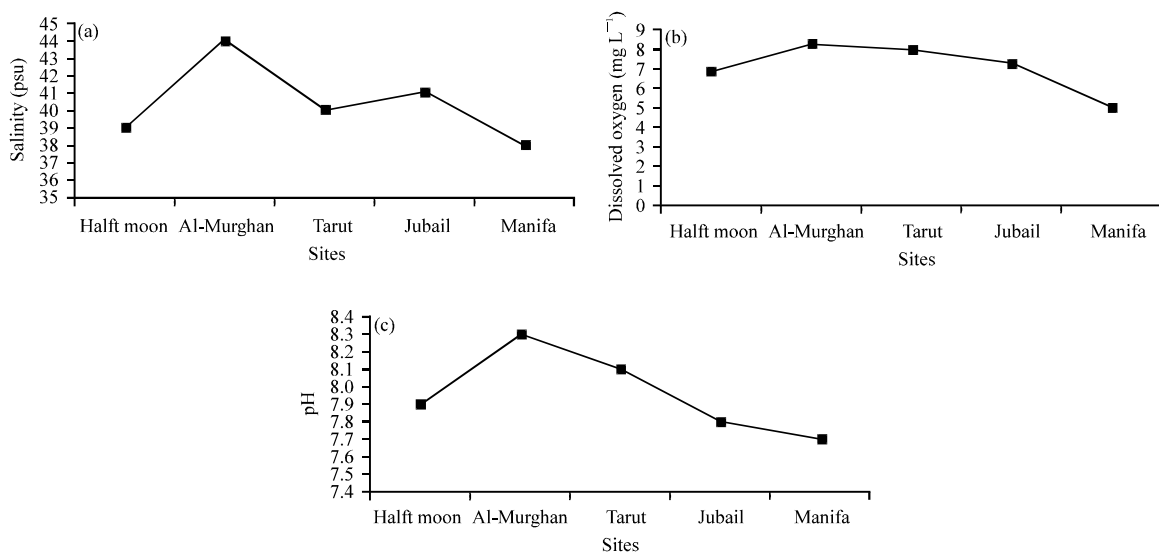 (a)
Salinity (psu)
45
44
43
42
41
40
39
38
37
36
35
Halft moon Al-Murghan Tarut Jubail Manifa
Sites
(b)
Dissolved oxygen (mg L⁻¹)
9
8
7
6
5
4
3
2
1
0
Halft moon Al-Murghan Tarut Jubail Manifa
Sites
(c)
pH
8.4
8.3
8.1
8.0
7.9
7.8
7.7
7.6
7.5
7.4
Halft moon Al-Murghan Tarut Jubail Manifa
Sites